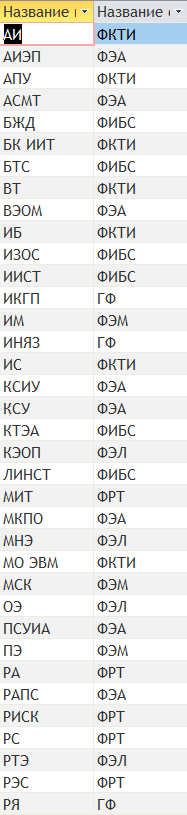 Название Название
АИ ФКТИ
АИЭП ФЭА
АПУ ФКТИ
АСМТ ФЭА
БЖД ФИБС
БК ИИТ ФКТИ
БТС ФИБС
ВТ ФКТИ
ВЭОМ ФЭА
ИБ ФКТИ
ИЗОС ФИБС
ИИСТ ФИБС
ИКГП ГФ
ИМ ФЭМ
ИНЯЗ ГФ
ИС ФКТИ
КСИУ ФЭА
КСУ ФЭА
КТЭА ФИБС
КЭОП ФЭЛ
ЛИНСТ ФИБС
МИТ ФРТ
МКПО ФЭА
МНЭ ФЭЛ
МО ЭВМ ФКТИ
МСК ФЭМ
ОЭ ФЭЛ
ПСУИА ФЭА
ПЭ ФЭМ
РА ФРТ
РАПС ФЭА
РИСК ФРТ
РС ФРТ
РТЭ ФЭЛ
РЭС ФРТ
РЯ ГФ